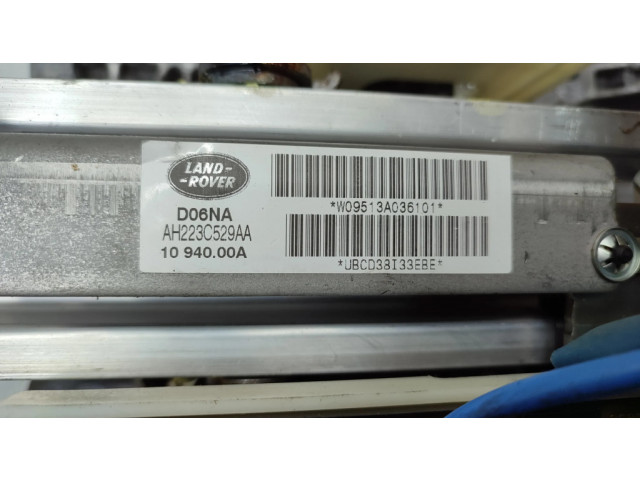 LAND-
-ROVER
D06NA
AH223C529AA
10 940.00A
*W09513A036101*
*UBCD38I33EBE*